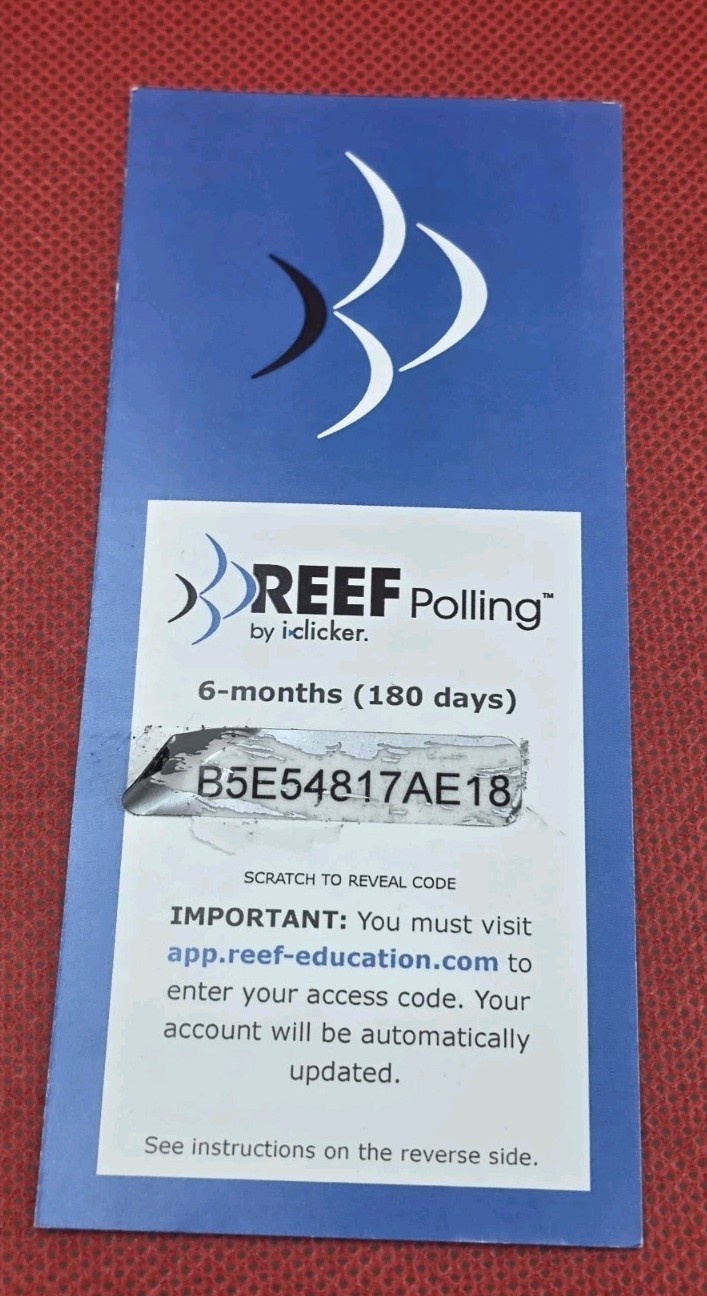 REEF Polling™
by i>clicker.
6-months (180 days)
B5E54817AE18
SCRATCH TO REVEAL CODE
IMPORTANT: You must visit
app.reef-education.com to
enter your access code. Your
account will be automatically
updated.
See instructions on the reverse side.